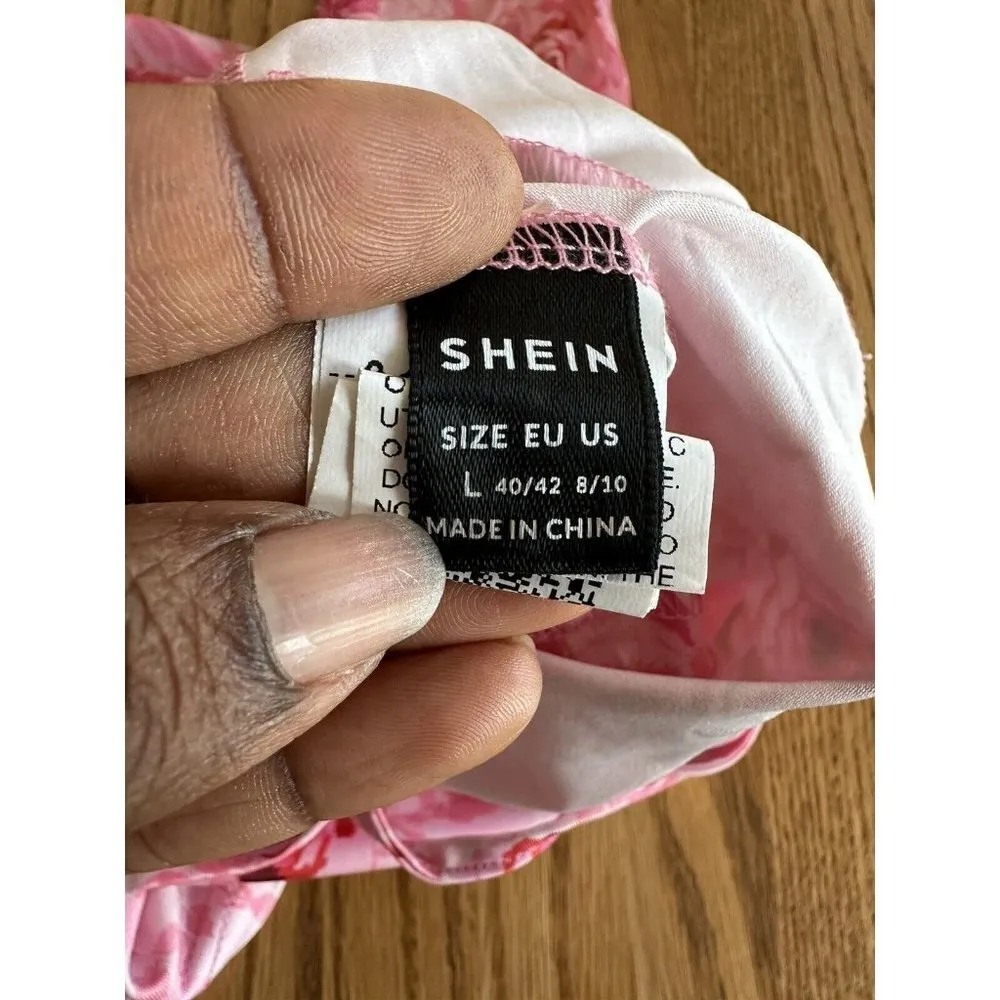 SHEIN
SIZE EU US
L 40/42 8/10
MADE IN CHINA